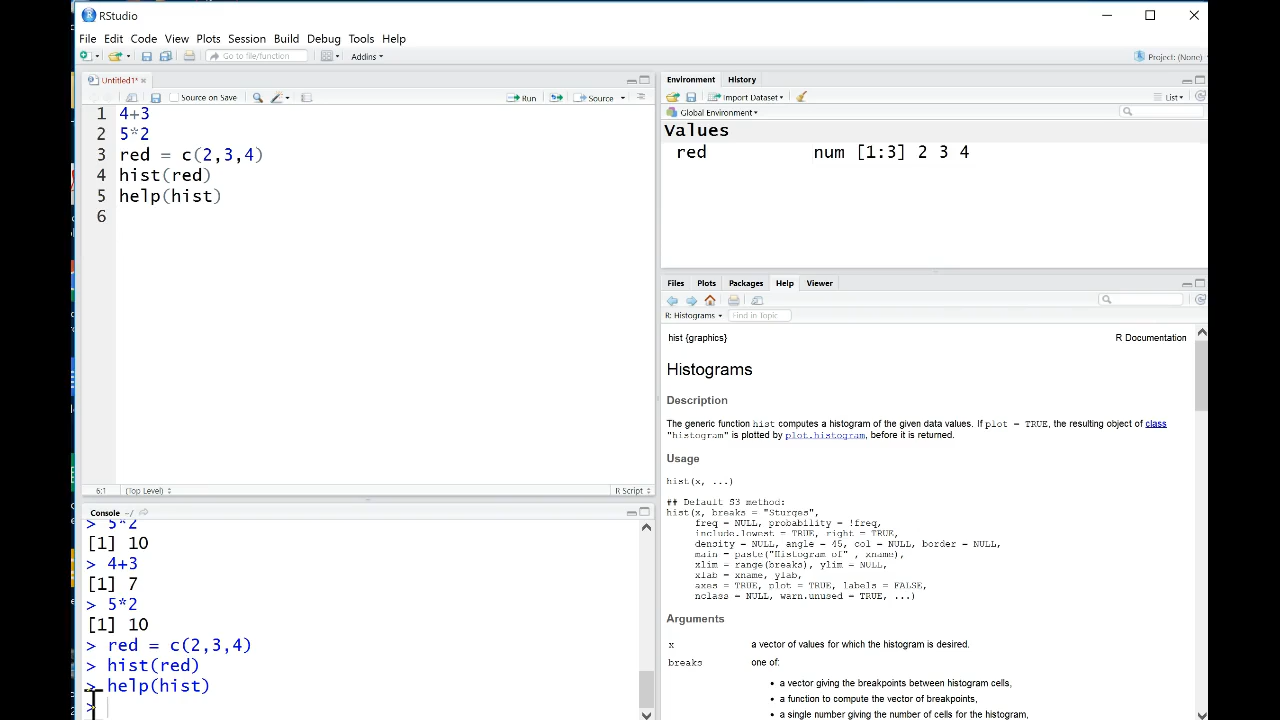 RStudio
File Edit Code View Plots Session Build Debug Tools Help
Go to file/function
Addins
Project: (None)
Untitled1*
Source on Save
Run
Source
1 4+3
2 5*2
3 red = c(2,3,4)
4 hist(red)
5 help(hist)
6
6:1 (Top Level)
R Script
Console ~/
> 5*2
[1] 10
> 4+3
[1] 7
> 5*2
[1] 10
> red = c(2,3,4)
> hist(red)
> help(hist)
>
Environment History
Import Dataset
List
Global Environment
Values
red num [1:3] 2 3 4
Files Plots Packages Help Viewer
R: Histograms
Find in Topic
hist {graphics}
R Documentation
Histograms
Description
The generic function hist computes a histogram of the given data values. If plot = TRUE, the resulting object of class
"histogram" is plotted by plot.histogram, before it is returned.
Usage
hist(x, ...)
## Default S3 method:
hist(x, breaks = "Sturges",
freq = NULL, probability = !freq,
include.lowest = TRUE, right = TRUE,
density = NULL, angle = 45, col = NULL, border = NULL,
main = paste("Histogram of" , xname),
xlim = range(breaks), ylim = NULL,
xlab = xname, ylab,
axes = TRUE, plot = TRUE, labels = FALSE,
nclass = NULL, warn.unused = TRUE, ...)
Arguments
x a vector of values for which the histogram is desired.
breaks one of:
• a vector giving the breakpoints between histogram cells,
• a function to compute the vector of breakpoints,
• a single number giving the number of cells for the histogram,